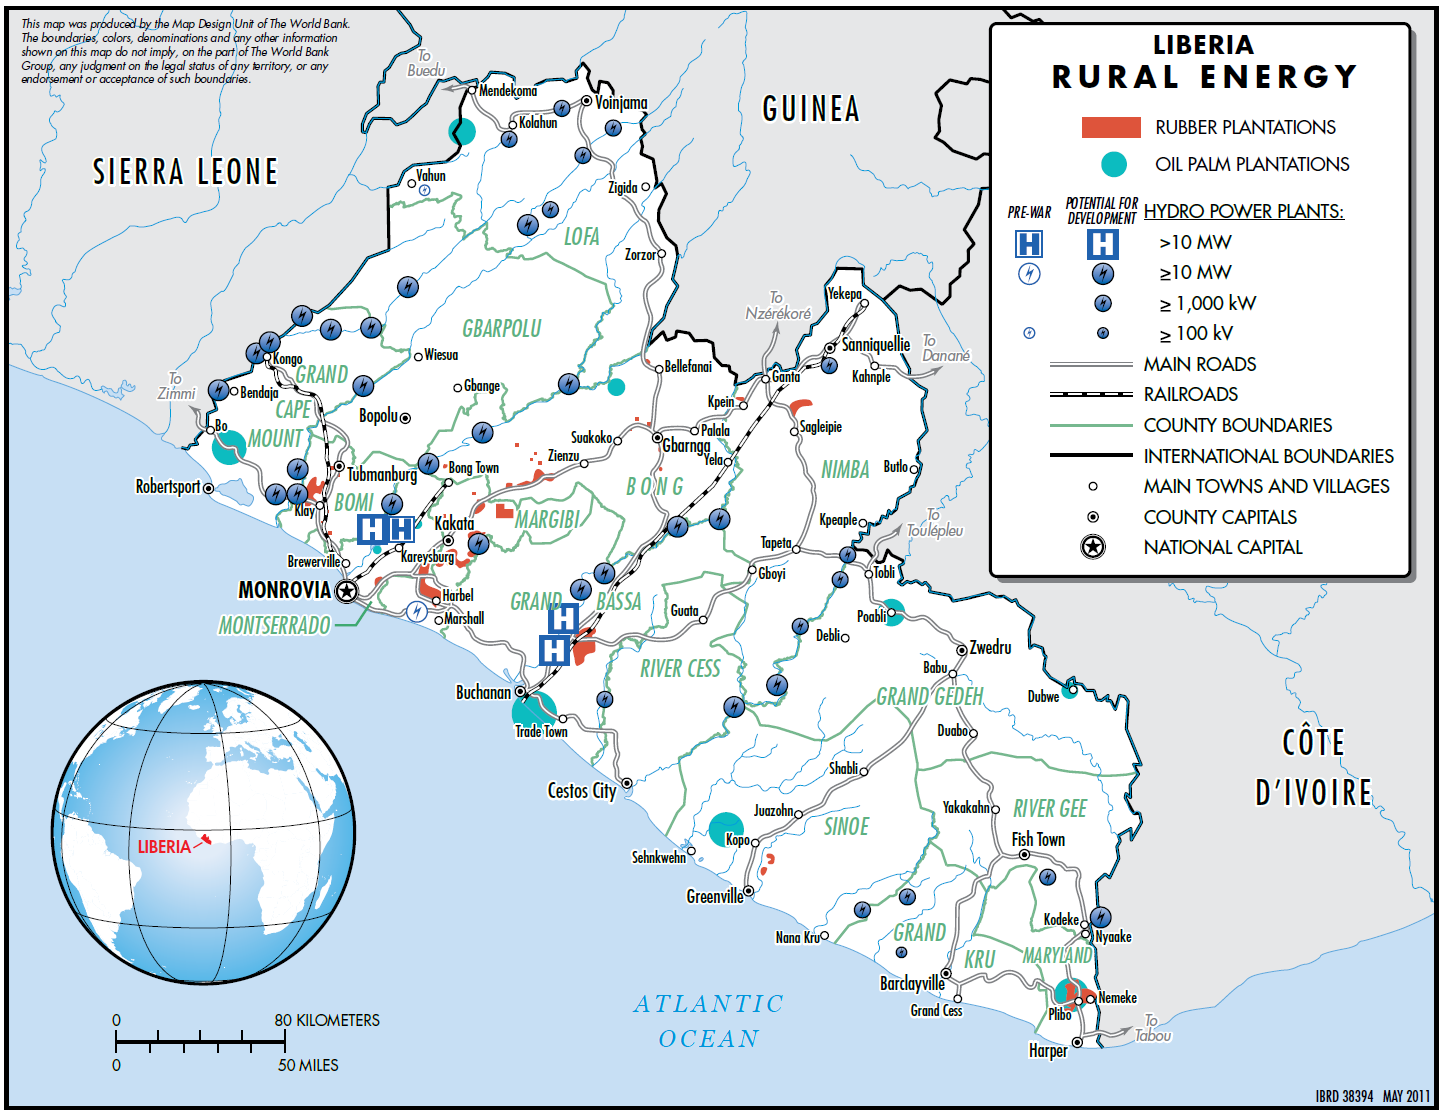 This map was produced by the Map Design Unit of The World Bank.
The boundaries, colors, denominations and any other information
shown on this map do not imply, on the part of The World Bank
Group, any judgment on the legal status of any territory, or any
endorsement or acceptance of such boundaries.
LIBERIA
RURAL ENERGY
RUBBER PLANTATIONS
OIL PALM PLANTATIONS
PRE-WAR
POTENTIAL FOR
DEVELOPMENT
HYDRO POWER PLANTS:
H
H
>10 MW
≥10 MW
≥ 1,000 kW
≥ 100 kV
MAIN ROADS
RAILROADS
COUNTY BOUNDARIES
INTERNATIONAL BOUNDARIES
MAIN TOWNS AND VILLAGES
COUNTY CAPITALS
NATIONAL CAPITAL
To
Buedu
Mendekoma
Voinjama
Kolahun
GUINEA
SIERRA LEONE
Vahun
Zigida
LOFA
Zorzor
Yekepa
To
Nzérékoré
GBARPOLU
Sanniquellie
To
Danané
Kongo
Wiesua
Bellefanai
Kahnple
GRAND
CAPE
MOUNT
To
Zimmi
Bendaja
Gbange
Ganta
Kpein
Bopolu
Bo
Suakoko
Palala
Gbarnga
Sagleipie
Zienzu
Yela
NIMBA
Butlo
Tubmanburg
Bong Town
Robertsport
BOMI
BONG
Klay
MARGIBI
Kpeaple
To
Toulépleu
Kakata
H
H
Tapeta
Brewerville
Kareysburg
Tobli
Gboyi
MONROVIA
Harbel
GRAND
BASSA
Guata
Poabli
Marshall
MONTSERRADO
H
H
Debli
Zwedru
RIVER CESS
Babu
Buchanan
GRAND GEDEH
Dubwe
Trade Town
Duabo
CÔTE
D'IVOIRE
Shabli
Cestos City
Juazohn
Yakakahn
RIVER GEE
SINOE
Kopo
Fish Town
LIBERIA
Sehnkwehn
Greenville
Kodeke
Nyaake
Nana Kru
GRAND
KRU
MARYLAND
Barclayville
Grand Cess
Nemeke
Plibo
To
Tabou
Harper
ATLANTIC
OCEAN
0
80 KILOMETERS
0
50 MILES
IBRD 38394 MAY 2011